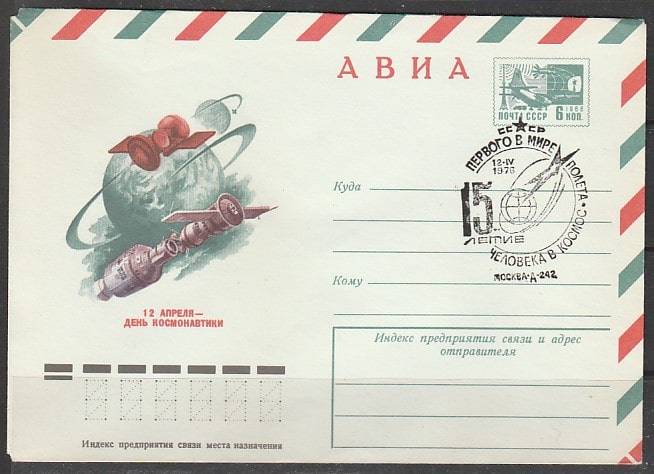 АВИА
ПОЧТА СССР 1966
6 КОП.
ПЕРВОГО В МИРЕ ПОЛЕТА
ЧЕЛОВЕКА В КОСМОС
12-IV
1976
15
ЛЕТИЕ
МОСКВА-Д-242
Куда
Кому
12 АПРЕЛЯ—
ДЕНЬ КОСМОНАВТИКИ
Индекс предприятия связи и адрес
отправителя
Индекс предприятия связи места назначения